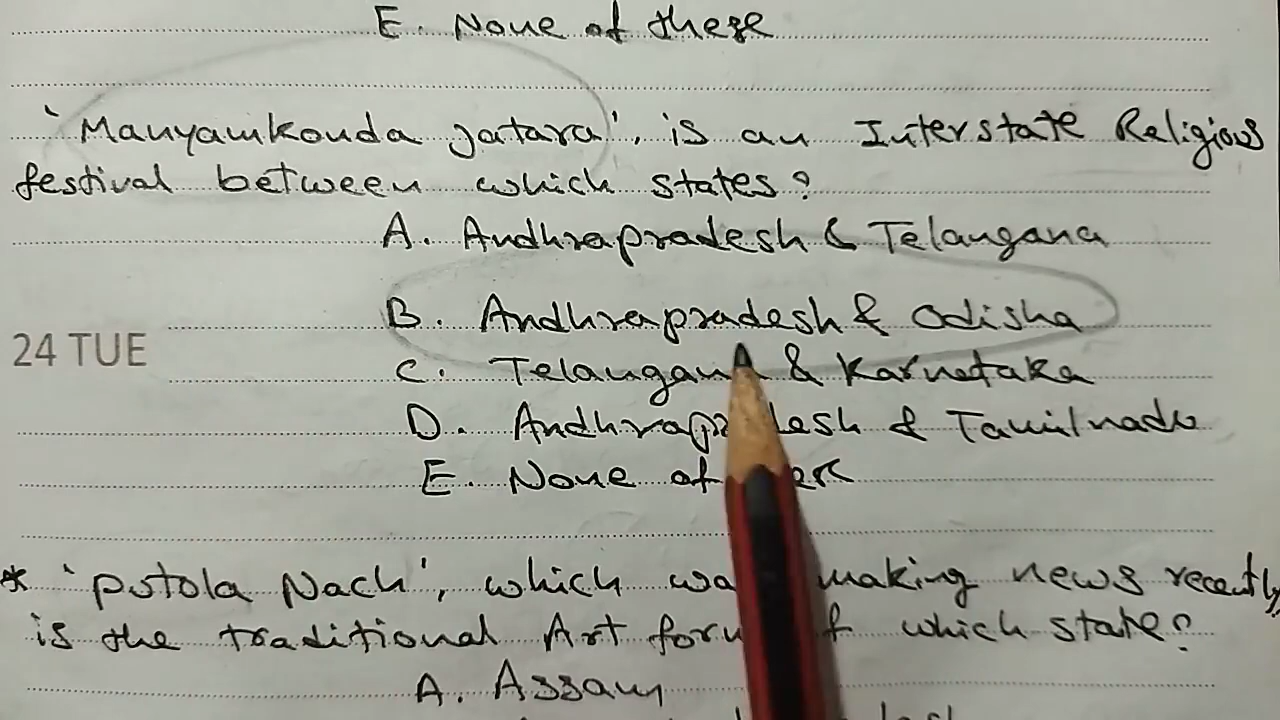 E. None of these
'Manyamkonda jatara', is an Interstate Religious
festival between which states?
A. Andhrapradesh & Telangana
B. Andhrapradesh & Odisha
24 TUE
C. Telangana & Karnataka
D. Andhrapradesh & Tamilnadu
E. None of
* 'Putola Nach', which was making news recently,
is the traditional Art form of which state?
A. Assam